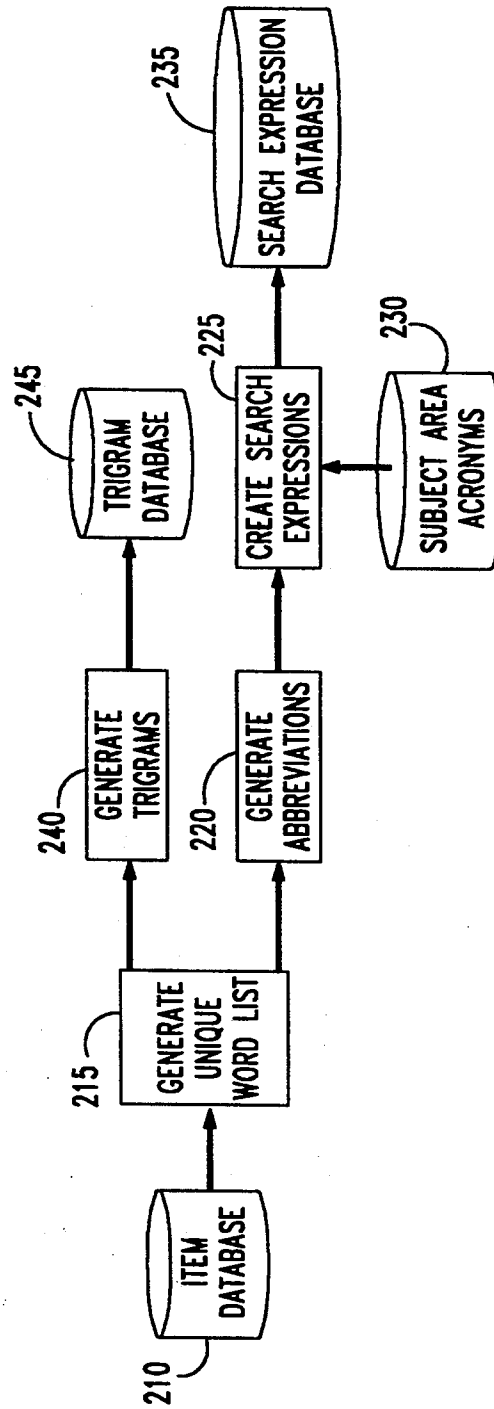 210
ITEM
DATABASE
215
GENERATE
UNIQUE
WORD LIST
240
GENERATE
TRIGRAMS
245
TRIGRAM
DATABASE
220
GENERATE
ABBREVIATIONS
225
CREATE SEARCH
EXPRESSIONS
230
SUBJECT AREA
ACRONYMS
235
SEARCH EXPRESSION
DATABASE